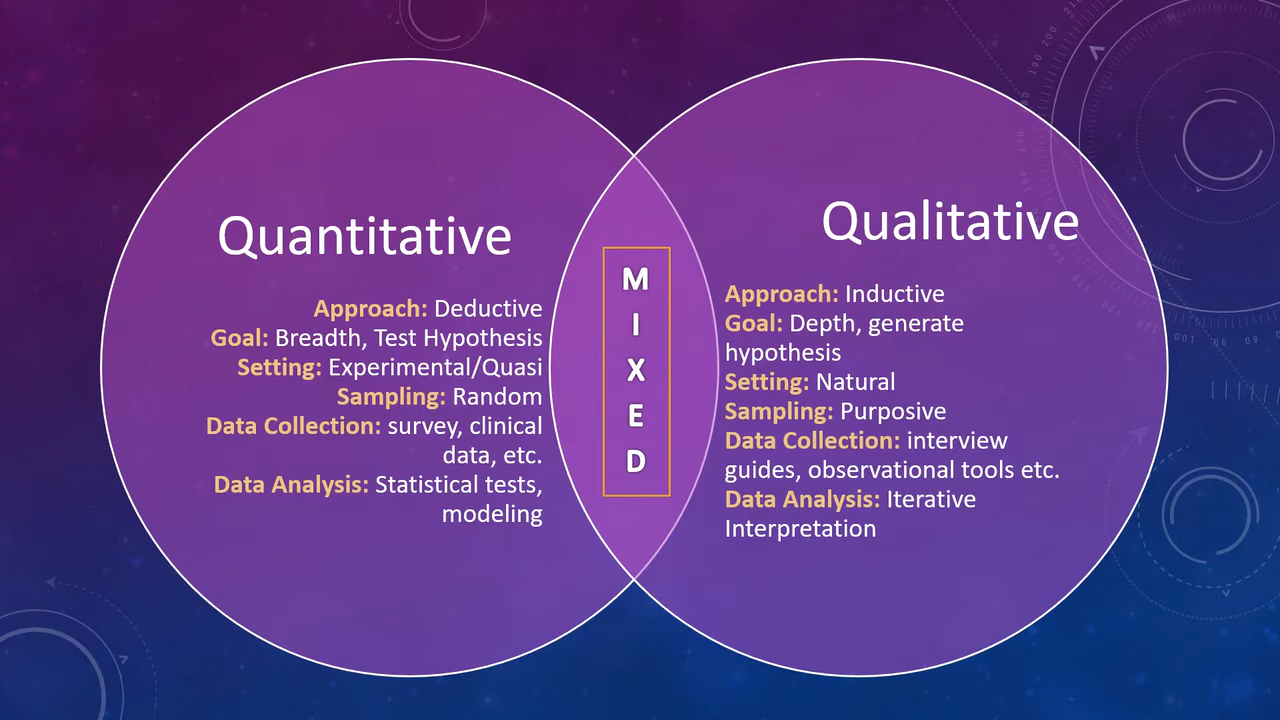 Quantitative
Approach: Deductive
Goal: Breadth, Test Hypothesis
Setting: Experimental/Quasi
Sampling: Random
Data Collection: survey, clinical
data, etc.
Data Analysis: Statistical tests,
modeling
M
I
X
E
D
Qualitative
Approach: Inductive
Goal: Depth, generate
hypothesis
Setting: Natural
Sampling: Purposive
Data Collection: interview
guides, observational tools etc.
Data Analysis: Iterative
Interpretation